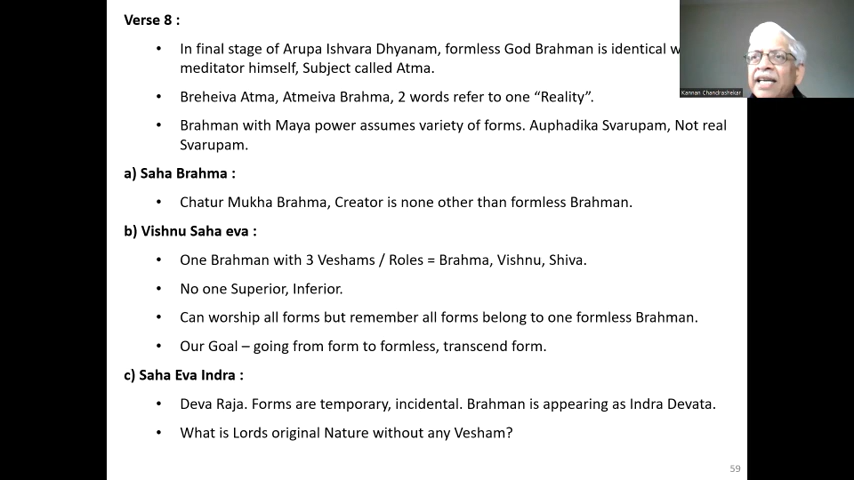 Verse 8 :
• In final stage of Arupa Ishvara Dhyanam, formless God Brahman is identical
meditator himself, Subject called Atma.
• Breheiva Atma, Atmeiva Brahma, 2 words refer to one “Reality”.
• Brahman with Maya power assumes variety of forms. Auphadika Svarupam, Not real
Svarupam.
a) Saha Brahma :
• Chatur Mukha Brahma, Creator is none other than formless Brahman.
b) Vishnu Saha eva :
• One Brahman with 3 Veshams / Roles = Brahma, Vishnu, Shiva.
• No one Superior, Inferior.
• Can worship all forms but remember all forms belong to one formless Brahman.
• Our Goal – going from form to formless, transcend form.
c) Saha Eva Indra :
• Deva Raja. Forms are temporary, incidental. Brahman is appearing as Indra Devata.
• What is Lords original Nature without any Vesham?
59
Kannan Chandrashekar